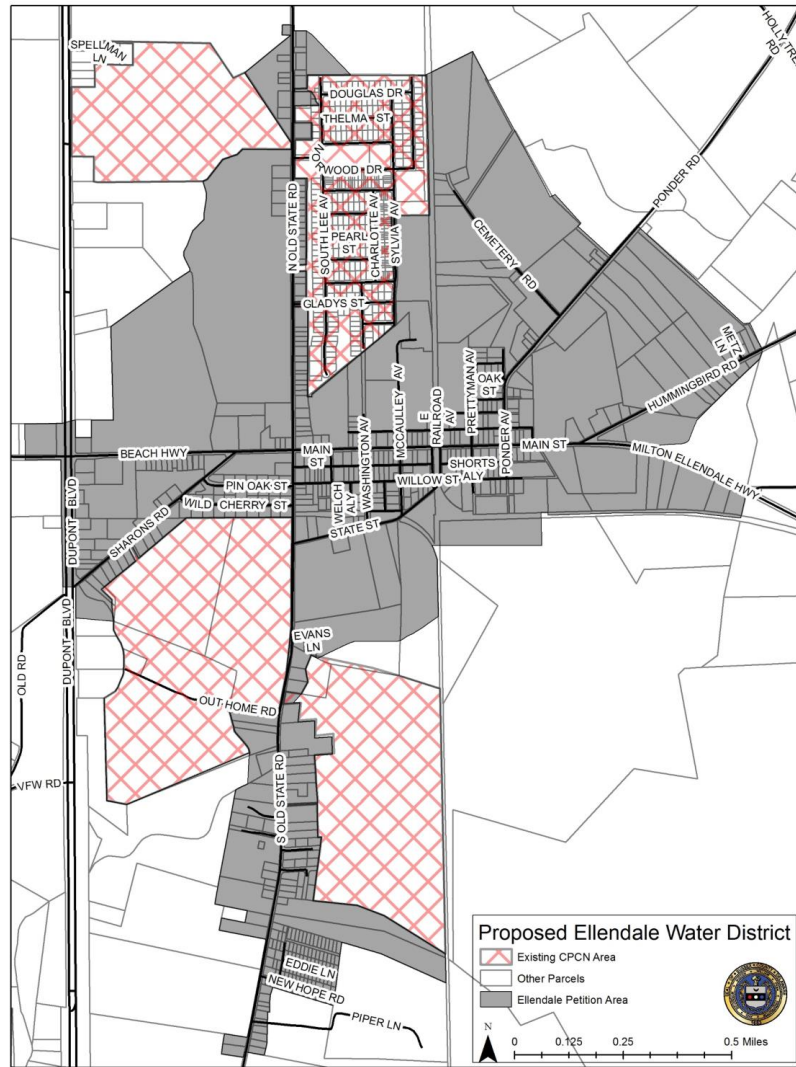 SPELLMAN
LN
HOLLY TREE
RD
DOUGLAS DR
THELMA ST
WOOD DR
N OLD STATE RD
SOUTH LEE AV
PEARL
ST
CHARLOTTE AV
SYLVIA AV
PONDER RD
CEMETERY RD
GLADYS ST
METZ
LN
HUMMINGBIRD RD
MCCAULLEY AV
E
RAILROAD
AV
PRETTYMAN AV
OAK
ST
WASHINGTON AV
PONDER AV
BEACH HWY
MAIN
ST
MAIN ST
MILTON ELLENDALE HWY
SHORTS
ALY
WILLOW ST
PIN OAK ST
WILD CHERRY ST
WELCH
ALY
DUPONT BLVD
SHARONS RD
STATE ST
DUPONT BLVD
OLD RD
EVANS
LN
OUT HOME RD
VFW RD
S OLD STATE RD
EDDIE LN
NEW HOPE RD
PIPER LN
Proposed Ellendale Water District
Existing CPCN Area
Other Parcels
Ellendale Petition Area
N
0 0.125 0.25 0.5 Miles